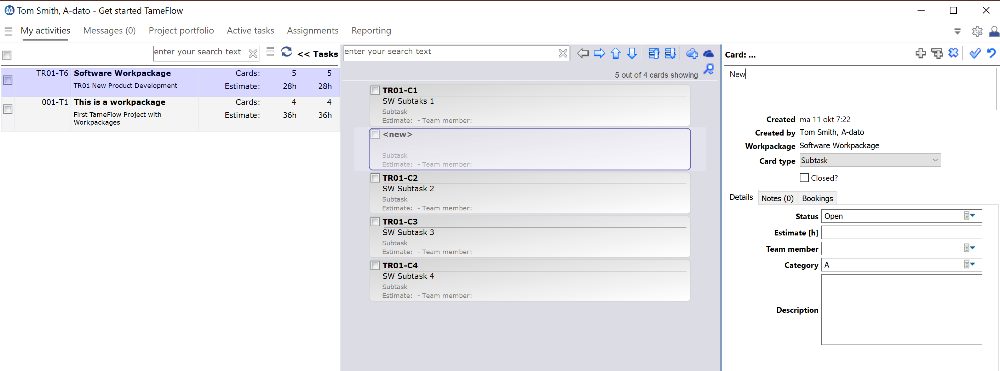 Tom Smith, A-dato - Get started TameFlow
My activities Messages (0) Project portfolio Active tasks Assignments Reporting
enter your search text << Tasks
TR01-T6 Software Workpackage Cards: 5 5
TR01 New Product Development Estimate: 28h 28h
001-T1 This is a workpackage Cards: 4 4
First TameFlow Project with Workpackages Estimate: 36h 36h
enter your search text
5 out of 4 cards showing
TR01-C1
SW Subtaks 1
Subtask
Estimate: - Team member:
<new>
Subtask
Estimate: - Team member:
TR01-C2
SW Subtask 2
Subtask
Estimate: - Team member:
TR01-C3
SW Subtask 3
Subtask
Estimate: - Team member:
TR01-C4
SW Subtask 4
Subtask
Estimate: - Team member:
Card: ...
New
Created ma 11 okt 7:22
Created by Tom Smith, A-dato
Workpackage Software Workpackage
Card type Subtask
Closed?
Details Notes (0) Bookings
Status Open
Estimate [h]
Team member
Category A
Description